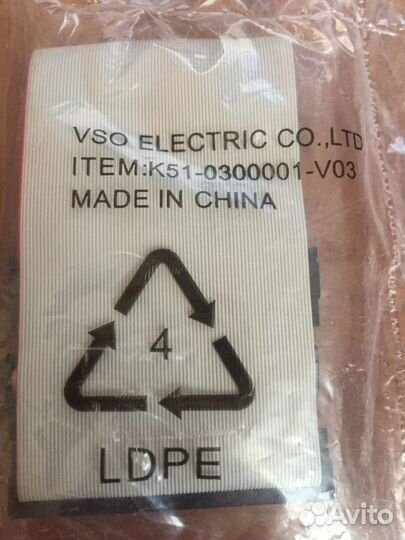 VSO ELECTRIC CO.,LTD
ITEM:K51-0300001-V03
MADE IN CHINA
4
LDPE
Avito